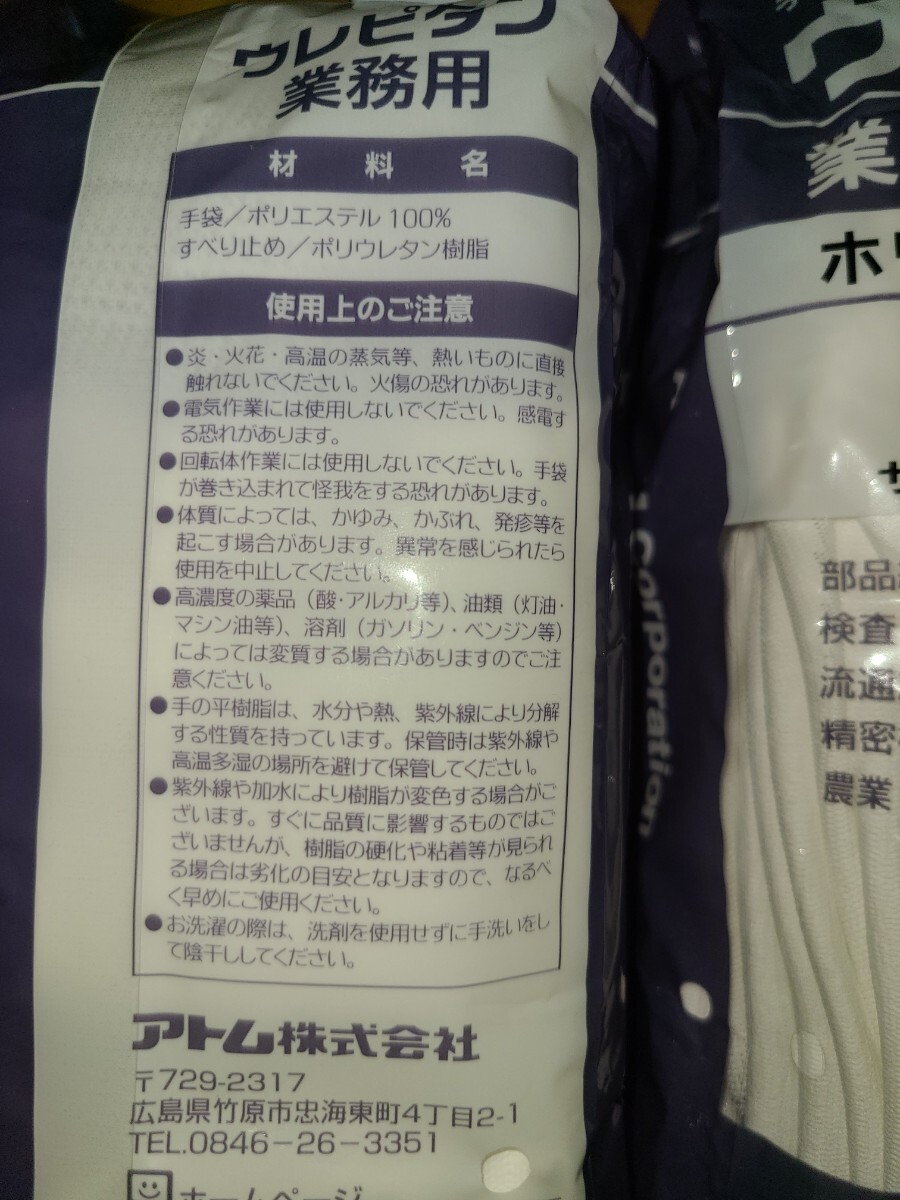 ウレピタン
業務用
材料名
手袋／ポリエステル 100%
すべり止め／ポリウレタン樹脂
使用上のご注意
●炎・火花・高温の蒸気等、熱いものに直接
触れないでください。火傷の恐れがあります。
●電気作業には使用しないでください。感電す
る恐れがあります。
●回転体作業には使用しないでください。手袋
が巻き込まれて怪我をする恐れがあります。
●体質によっては、かゆみ、かぶれ、発疹等を
起こす場合があります。異常を感じられたら
使用を中止してください。
●高濃度の薬品（酸・アルカリ等）、油類（灯油・
マシン油等）、溶剤（ガソリン・ベンジン等）
によっては変質する場合がありますのでご注
意ください。
●手の平樹脂は、水分や熱、紫外線により分解
する性質を持っています。保管時は紫外線や
高温多湿の場所を避けて保管してください。
●紫外線や加水により樹脂が変色する場合がご
ざいます。すぐに品質に影響するものではご
ざいませんが、樹脂の硬化や粘着等が見られ
る場合は劣化の目安となりますので、なるべ
く早めにご使用ください。
●お洗濯の際は、洗剤を使用せずに手洗いをし
て陰干ししてください。
アトム株式会社
〒729-2317
広島県竹原市忠海東町4丁目2-1
TEL.0846-26-3351
ホームページ
Corporation
ウ
業
ホ
部品
検査
流通
精密
農業